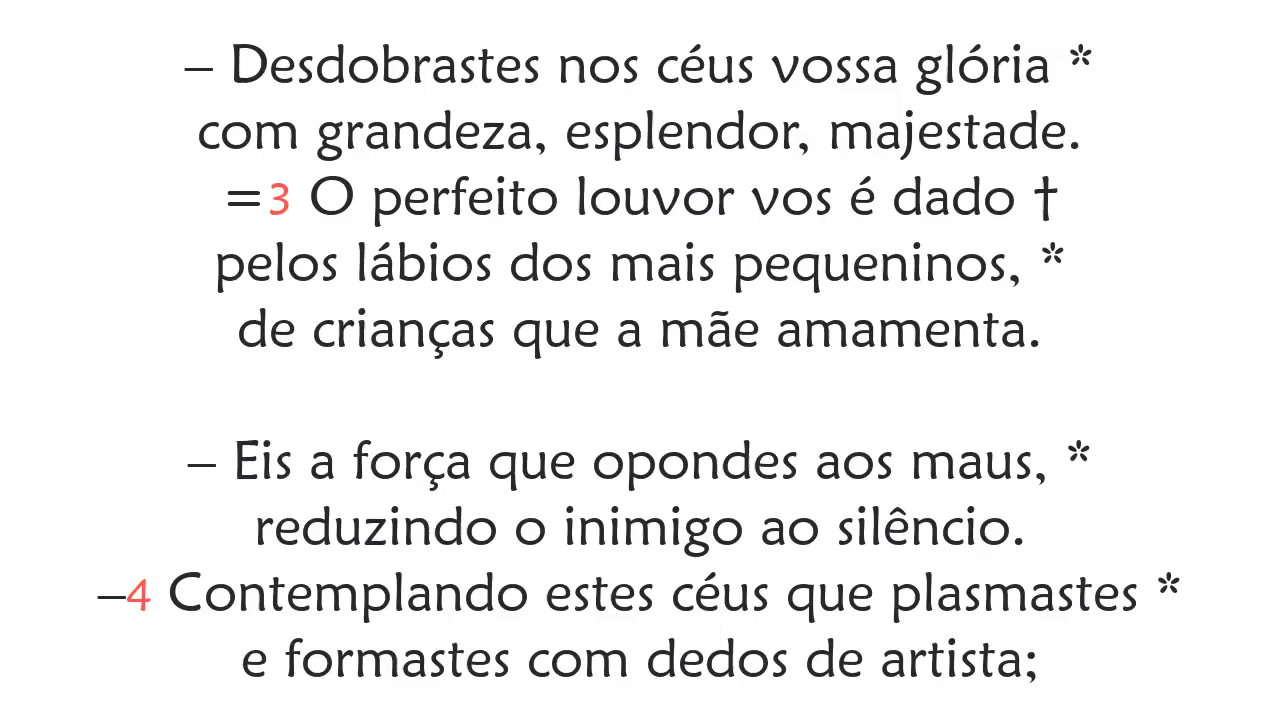 – Desdobrastes nos céus vossa glória *
com grandeza, esplendor, majestade.
=3 O perfeito louvor vos é dado †
pelos lábios dos mais pequeninos, *
de crianças que a mãe amamenta.
– Eis a força que opondes aos maus, *
reduzindo o inimigo ao silêncio.
–4 Contemplando estes céus que plasmastes *
e formastes com dedos de artista;